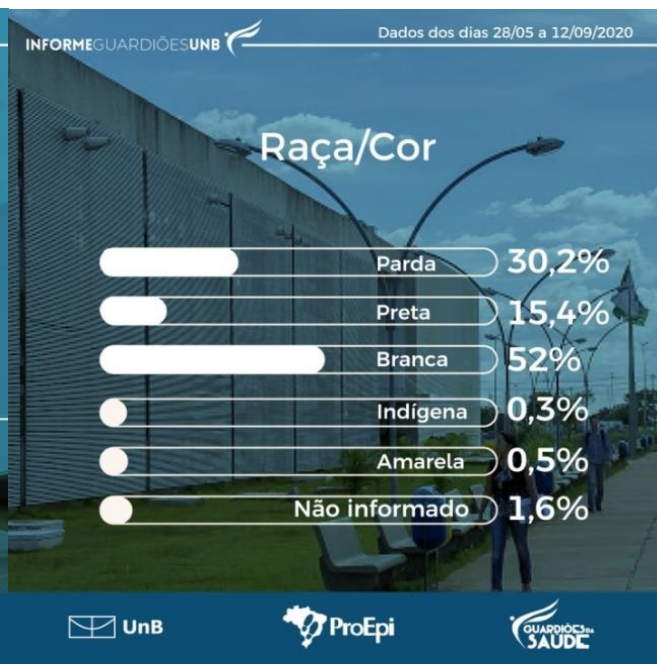 INFORMEGUARDIÕESUNB
Dados dos dias 28/05 a 12/09/2020
Raça/Cor
Parda 30,2%
Preta 15,4%
Branca 52%
Indígena 0,3%
Amarela 0,5%
Não informado 1,6%
UnB
ProEpi
GUARDIÕES DA
SAÚDE